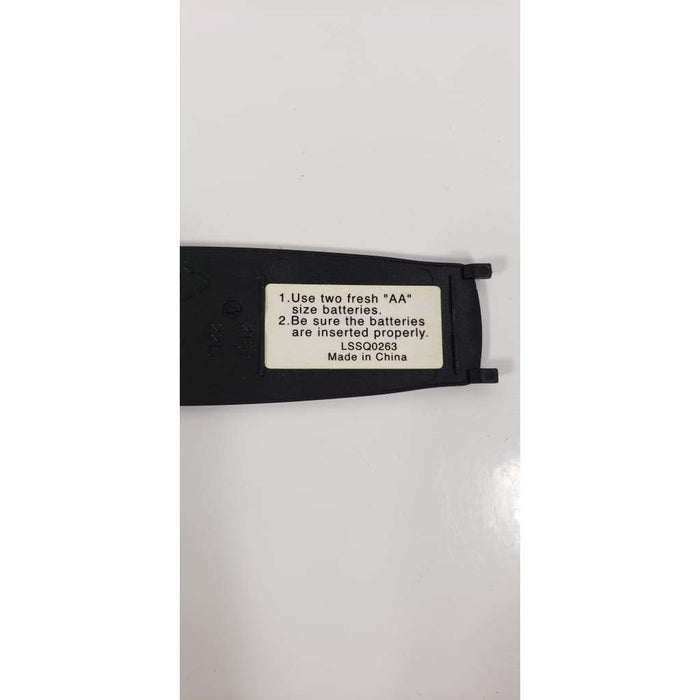 1.Use two fresh "AA"
size batteries.
2.Be sure the batteries
are inserted properly.
LSSQ0263
Made in China